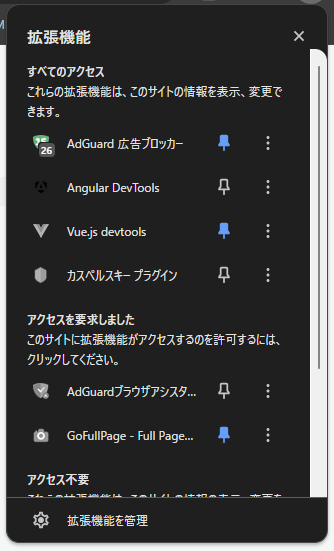 拡張機能
すべてのアクセス
これらの拡張機能は、このサイトの情報を表示、変更で
きます。
AdGuard 広告ブロッカー
26
Angular DevTools
Vue.js devtools
カスペルスキー プラグイン
アクセスを要求しました
このサイトに拡張機能がアクセスするのを許可するには、
クリックしてください。
AdGuardブラウザアシスタ...
GoFullPage - Full Page...
アクセス不要
拡張機能を管理